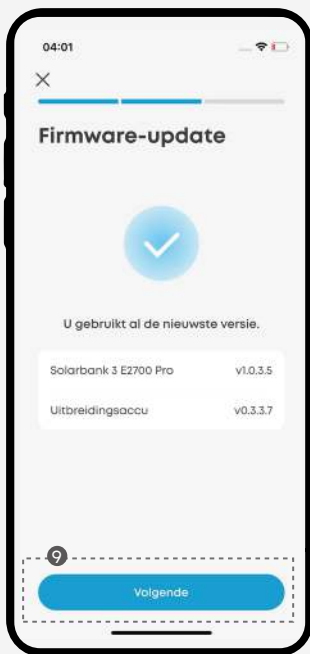 04:01
Firmware-update
U gebruikt al de nieuwste versie.
Solarbank 3 E2700 Pro v1.0.3.5
Uitbreidingsaccu v0.3.3.7
9
Volgende